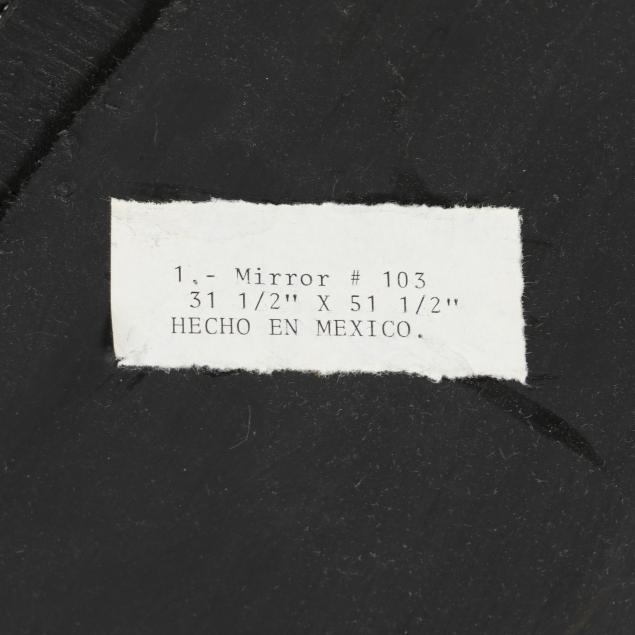 1.- Mirror # 103
31 1/2" X 51 1/2"
HECHO EN MEXICO.